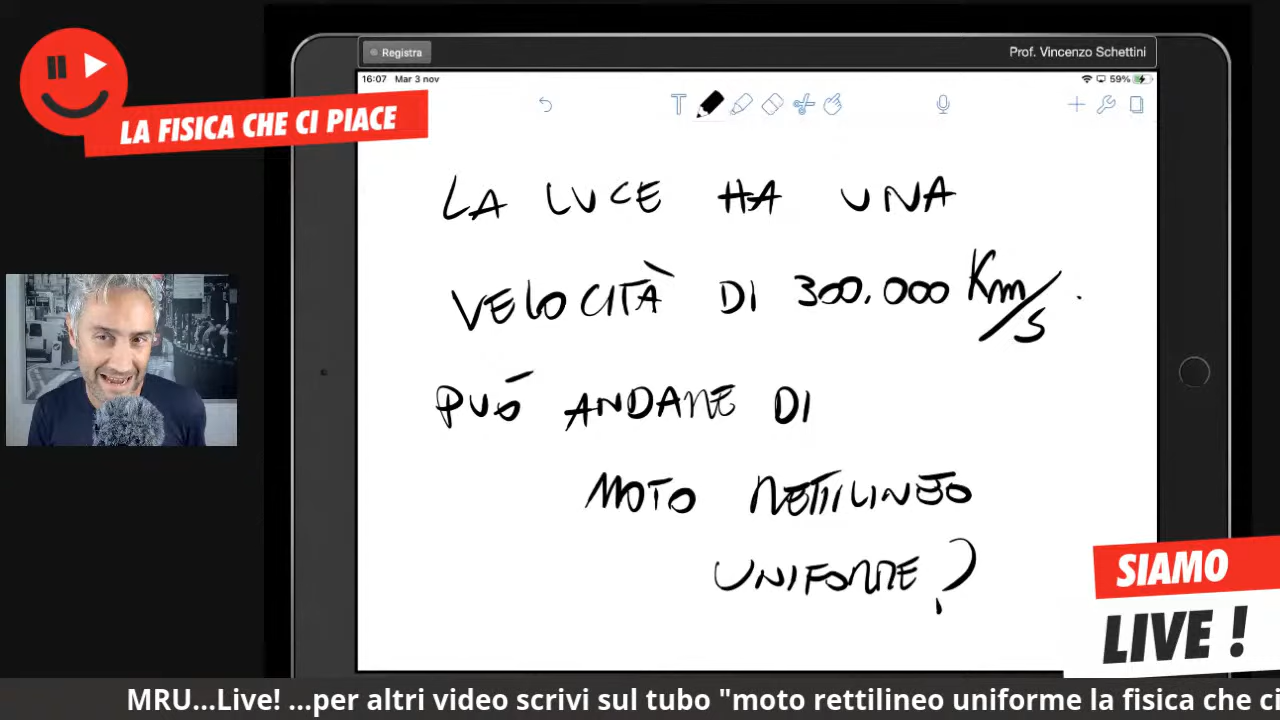 Registra
Prof. Vincenzo Schettini
16:07 Mar 3 nov
59%
LA FISICA CHE CI PIACE
T
LA LUCE HA UNA
VELOCITÀ DI 300.000 Km/s.
PUÓ ANDARE DI
MOTO RETTILINEO
UNIFORME?
SIAMO
LIVE !
MRU...Live! ...per altri video scrivi sul tubo "moto rettilineo uniforme la fisica che ci